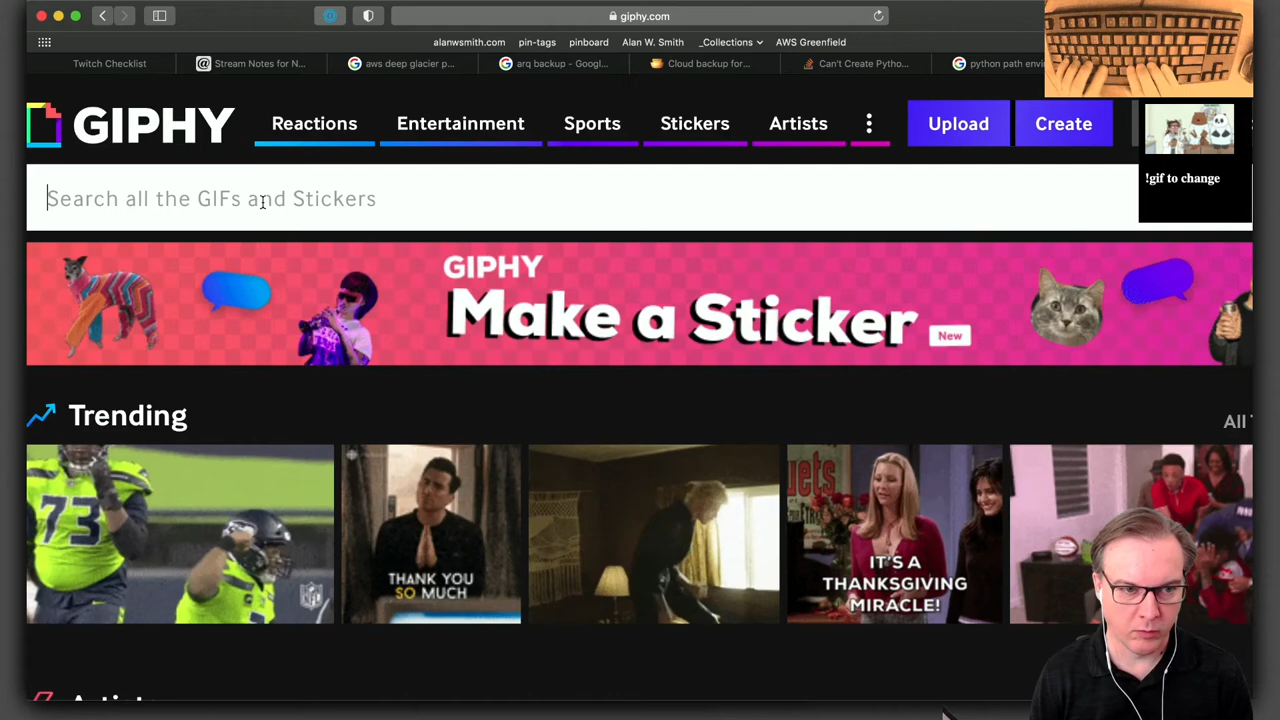 giphy.com
alanwsmith.com pin-tags pinboard Alan W. Smith _Collections AWS Greenfield
Twitch Checklist Stream Notes for N... aws deep glacier p... arq backup - Googl... Cloud backup for... Can't Create Pytho... python path envir
GIPHY Reactions Entertainment Sports Stickers Artists Upload Create
!gif to change
Search all the GIFs and Stickers
GIPHY
Make a Sticker New
Trending All
73
NFL
THANK YOU
SO MUCH
IT'S A
THANKSGIVING
MIRACLE!